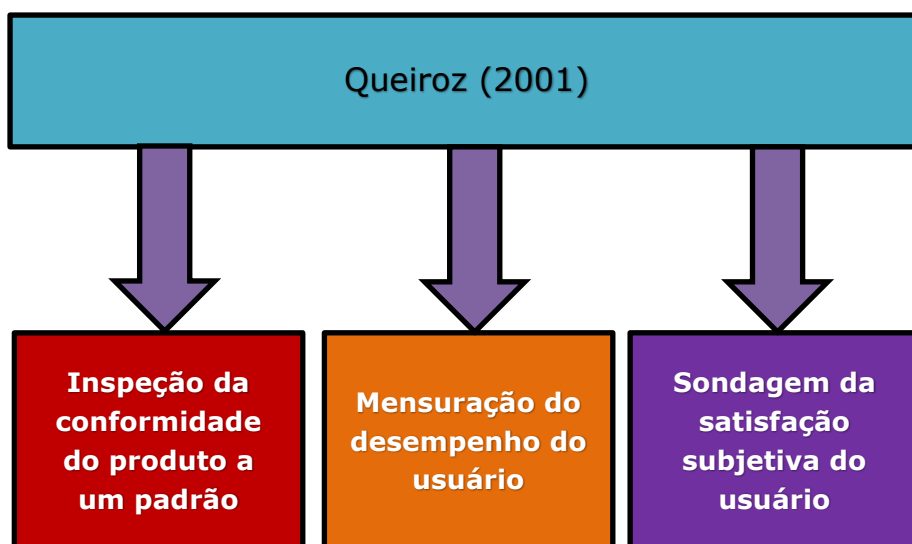 Queiroz (2001)
Inspeção da
conformidade
do produto a
um padrão
Mensuração do
desempenho do
usuário
Sondagem da
satisfação
subjetiva do
usuário